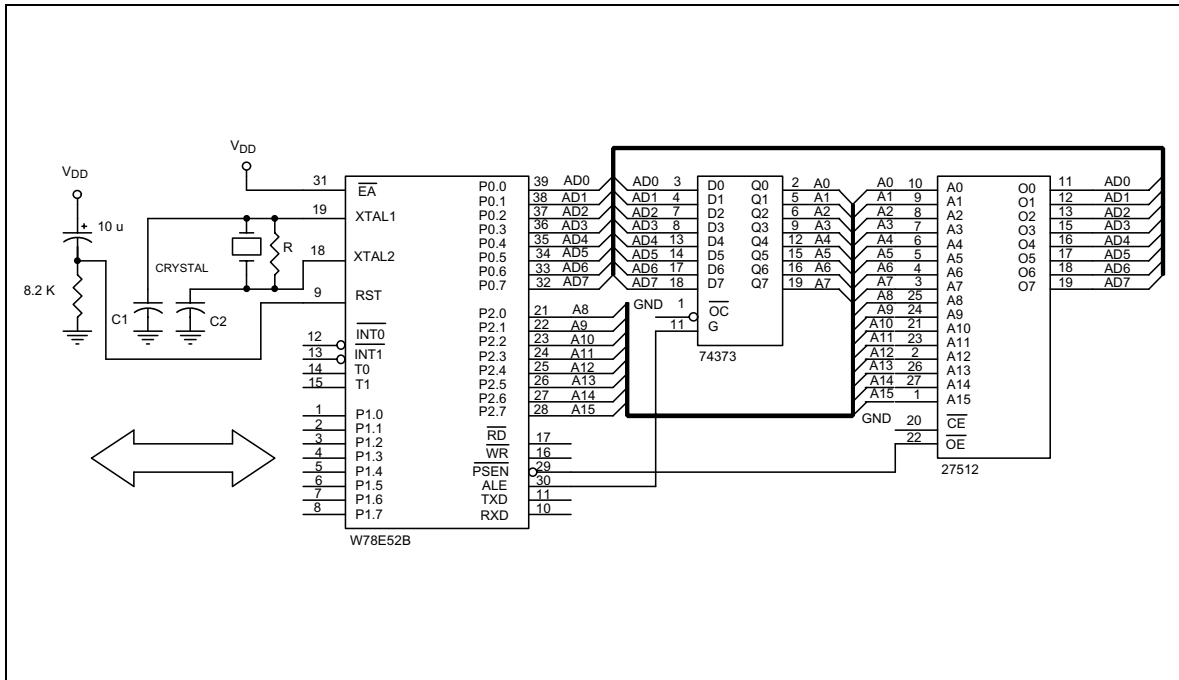 VDD
10 u
8.2 K
VDD
CRYSTAL
R
C1
C2
31 EA
19 XTAL1
18 XTAL2
9 RST
12 INT0
13 INT1
14 T0
15 T1
1 P1.0
2 P1.1
3 P1.2
4 P1.3
5 P1.4
6 P1.5
7 P1.6
8 P1.7
P0.0 39 AD0
P0.1 38 AD1
P0.2 37 AD2
P0.3 36 AD3
P0.4 35 AD4
P0.5 34 AD5
P0.6 33 AD6
P0.7 32 AD7
P2.0 21 A8
P2.1 22 A9
P2.2 23 A10
P2.3 24 A11
P2.4 25 A12
P2.5 26 A13
P2.6 27 A14
P2.7 28 A15
RD 17
WR 16
PSEN 29
ALE 30
TXD 11
RXD 10
W78E52B
AD0 3 D0 Q0 2 A0
AD1 4 D1 Q1 5 A1
AD2 7 D2 Q2 6 A2
AD3 8 D3 Q3 9 A3
AD4 13 D4 Q4 12 A4
AD5 14 D5 Q5 15 A5
AD6 17 D6 Q6 16 A6
AD7 18 D7 Q7 19 A7
GND 1 OC
11 G
74373
A0 10 A0 O0 11 AD0
A1 9 A1 O1 12 AD1
A2 8 A2 O2 13 AD2
A3 7 A3 O3 15 AD3
A4 6 A4 O4 16 AD4
A5 5 A5 O5 17 AD5
A6 4 A6 O6 18 AD6
A7 3 A7 O7 19 AD7
A8 25 A8
A9 24 A9
A10 21 A10
A11 23 A11
A12 2 A12
A13 26 A13
A14 27 A14
A15 1 A15
GND 20 CE
22 OE
27512